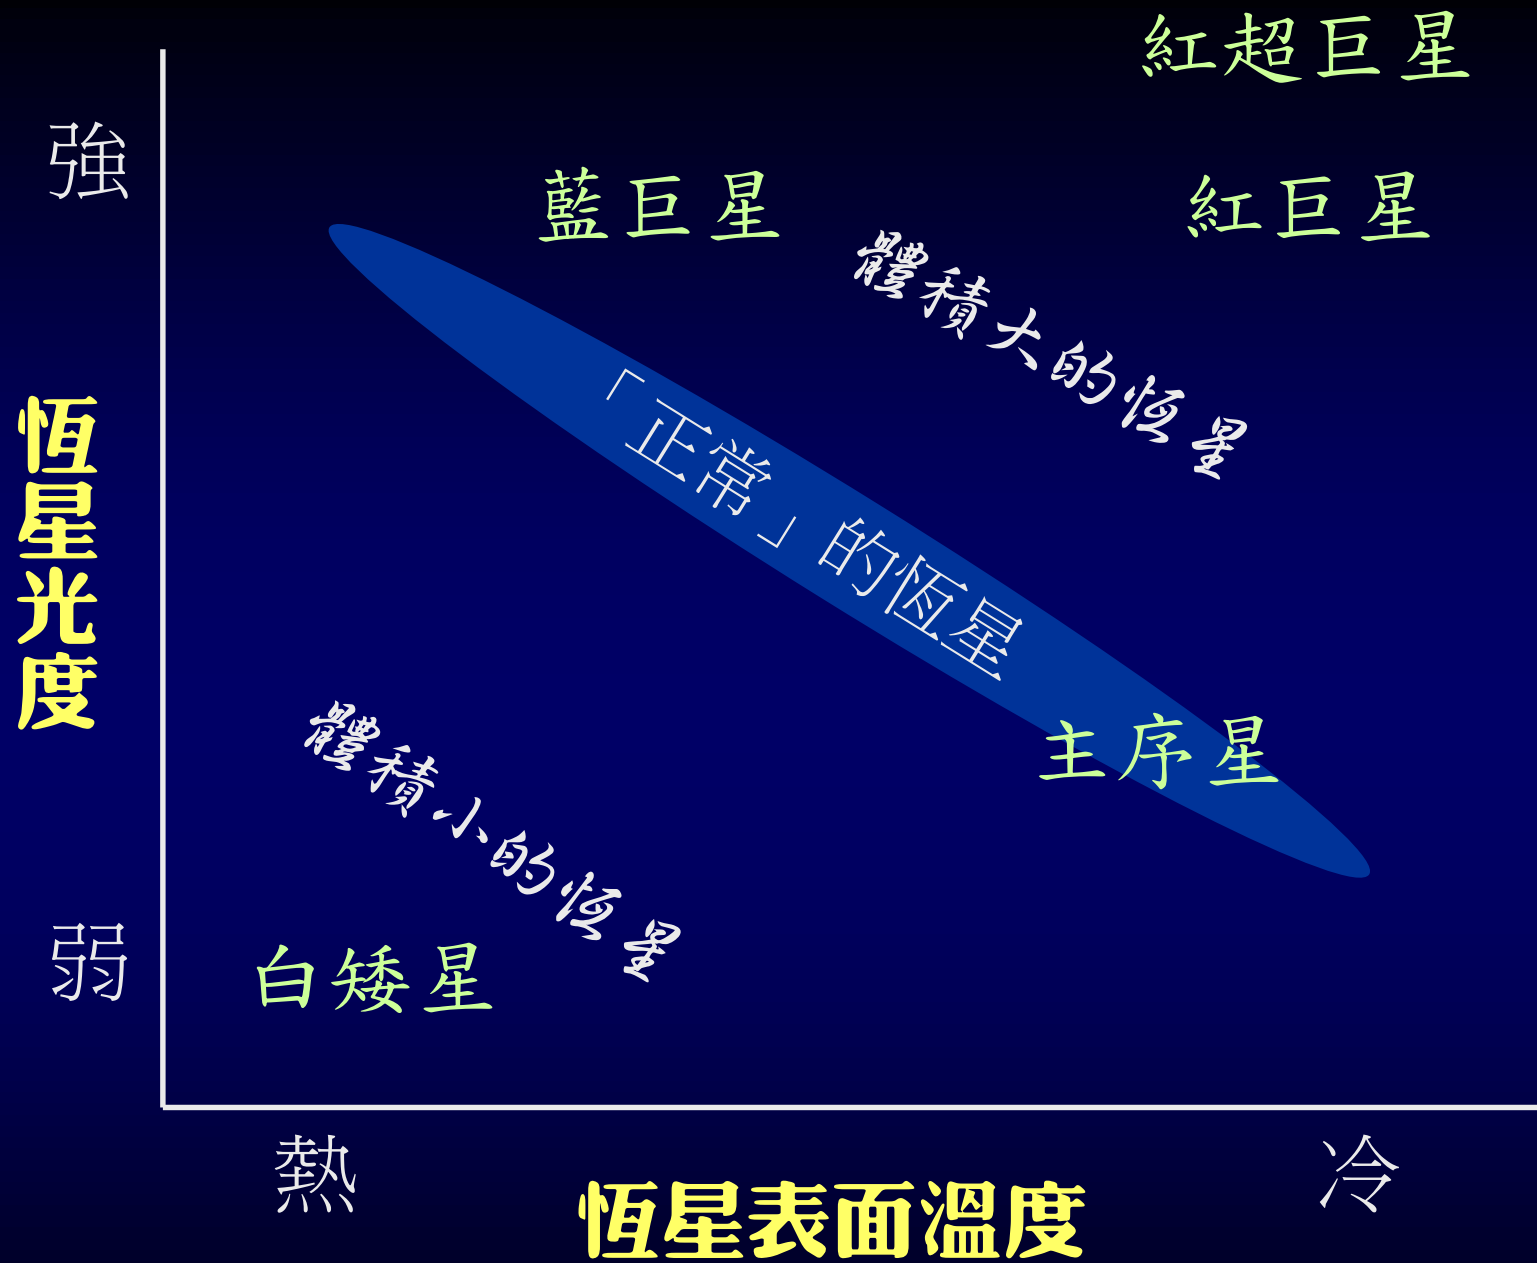 紅超巨星
強
藍巨星
紅巨星
體積大的恆星
「正常」的恆星
恆星光度
主序星
體積小的恆星
弱
白矮星
熱
冷
恆星表面溫度